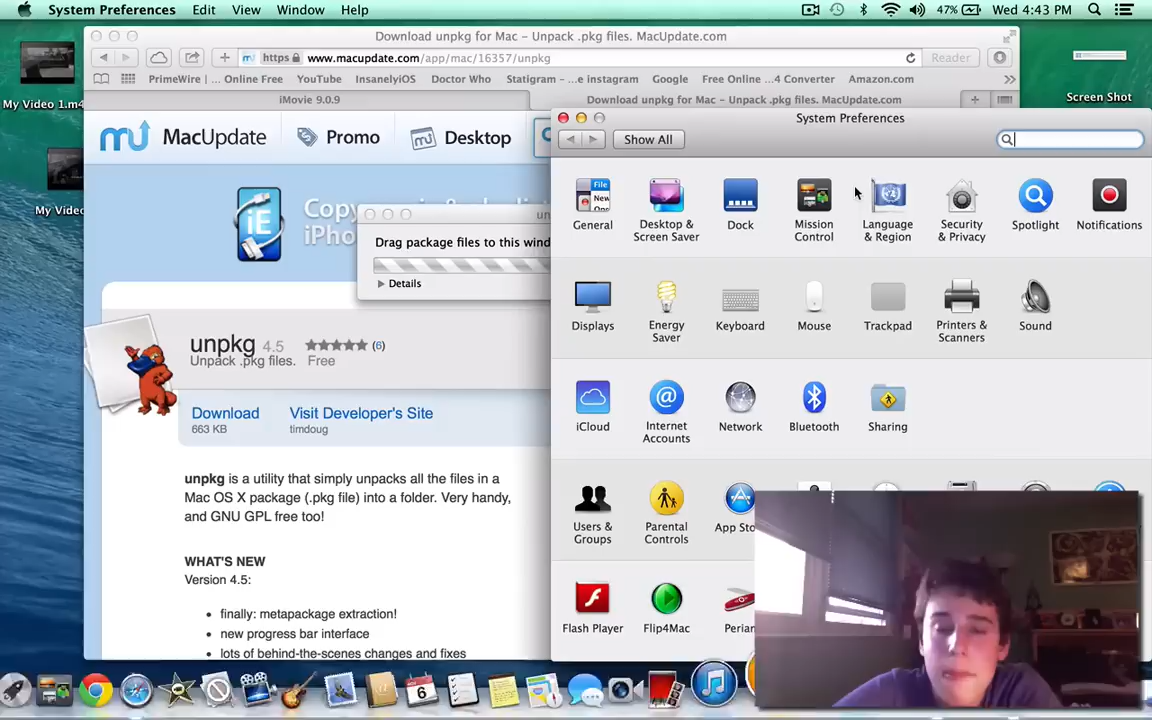 System Preferences Edit View Window Help 47% Wed 4:43 PM
Download unpkg for Mac – Unpack .pkg files. MacUpdate.com
https www.macupdate.com/app/mac/16357/unpkg Reader
PrimeWire | ... Online Free YouTube InsanelyiOS Doctor Who Statigram – ...e instagram Google Free Online ...4 Converter Amazon.com
iMovie 9.0.9 Download unpkg for Mac – Unpack .pkg files. MacUpdate.com
My Video 1.m4
Screen Shot
My Video
MacUpdate Promo Desktop
iE
Drag package files to this wind
Details
unpkg 4.5 (6)
Unpack .pkg files. Free
Download Visit Developer's Site
663 KB timdoug
unpkg is a utility that simply unpacks all the files in a
Mac OS X package (.pkg file) into a folder. Very handy,
and GNU GPL free too!
WHAT'S NEW
Version 4.5:
• finally: metapackage extraction!
• new progress bar interface
• lots of behind-the-scenes changes and fixes
System Preferences
Show All
File
New
General Desktop & Screen Saver Dock Mission Control Language & Region Security & Privacy Spotlight Notifications
Displays Energy Saver Keyboard Mouse Trackpad Printers & Scanners Sound
iCloud Internet Accounts Network Bluetooth Sharing
Users & Groups Parental Controls App Sto
Flash Player Flip4Mac Perian
6